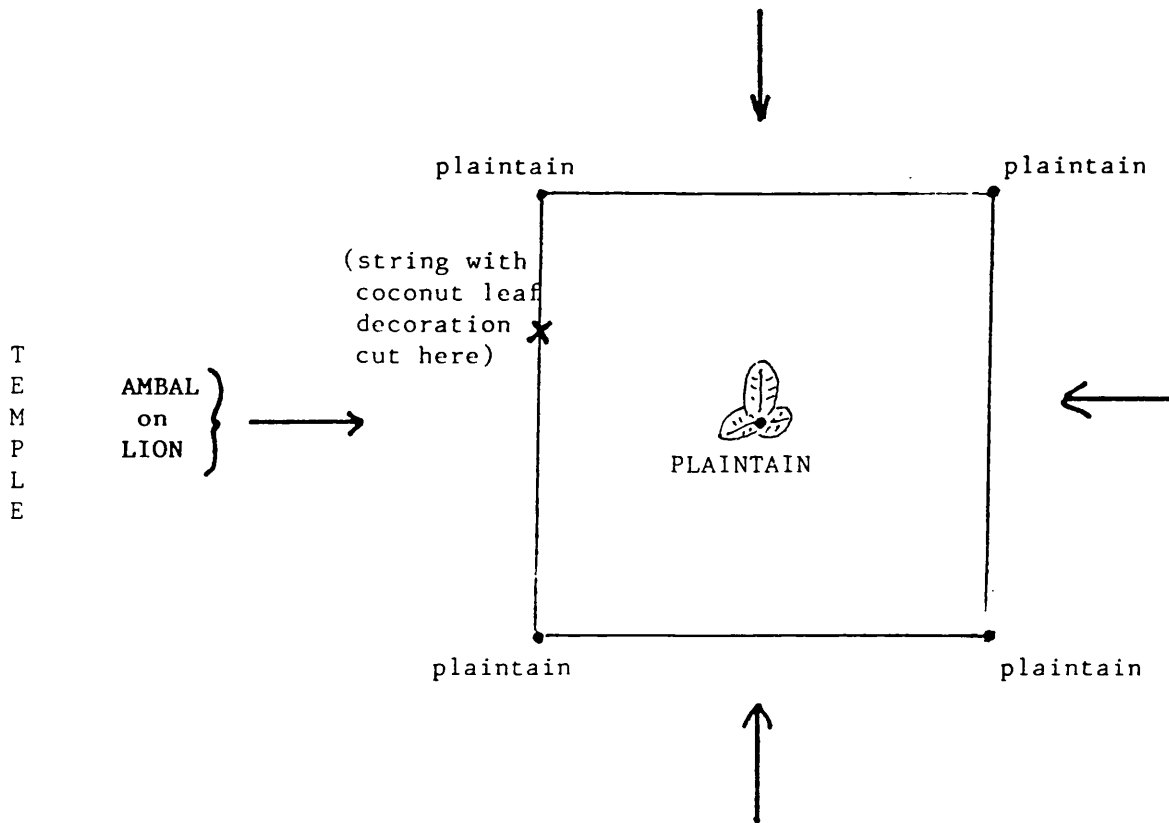 plaintain
plaintain
(string with
coconut leaf
decoration
cut here)
T
E
M
P
L
E
AMBAL
on
LION
PLAINTAIN
plaintain
plaintain